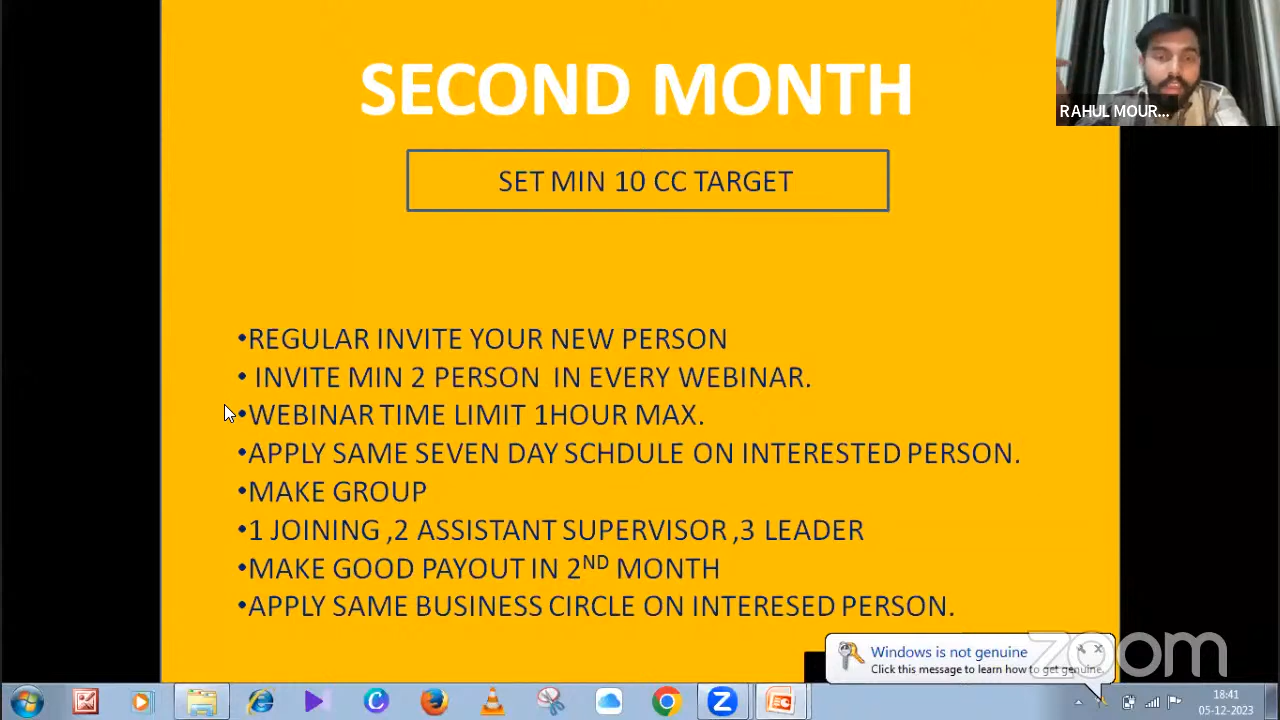 SECOND MONTH
RAHUL MOUR...
SET MIN 10 CC TARGET
•REGULAR INVITE YOUR NEW PERSON
• INVITE MIN 2 PERSON IN EVERY WEBINAR.
•WEBINAR TIME LIMIT 1HOUR MAX.
•APPLY SAME SEVEN DAY SCHDULE ON INTERESTED PERSON.
•MAKE GROUP
•1 JOINING ,2 ASSISTANT SUPERVISOR ,3 LEADER
•MAKE GOOD PAYOUT IN 2ND MONTH
•APPLY SAME BUSINESS CIRCLE ON INTERESED PERSON.
Windows is not genuine
Click this message to learn how to get genuine.
zoom
18:41
05-12-2023